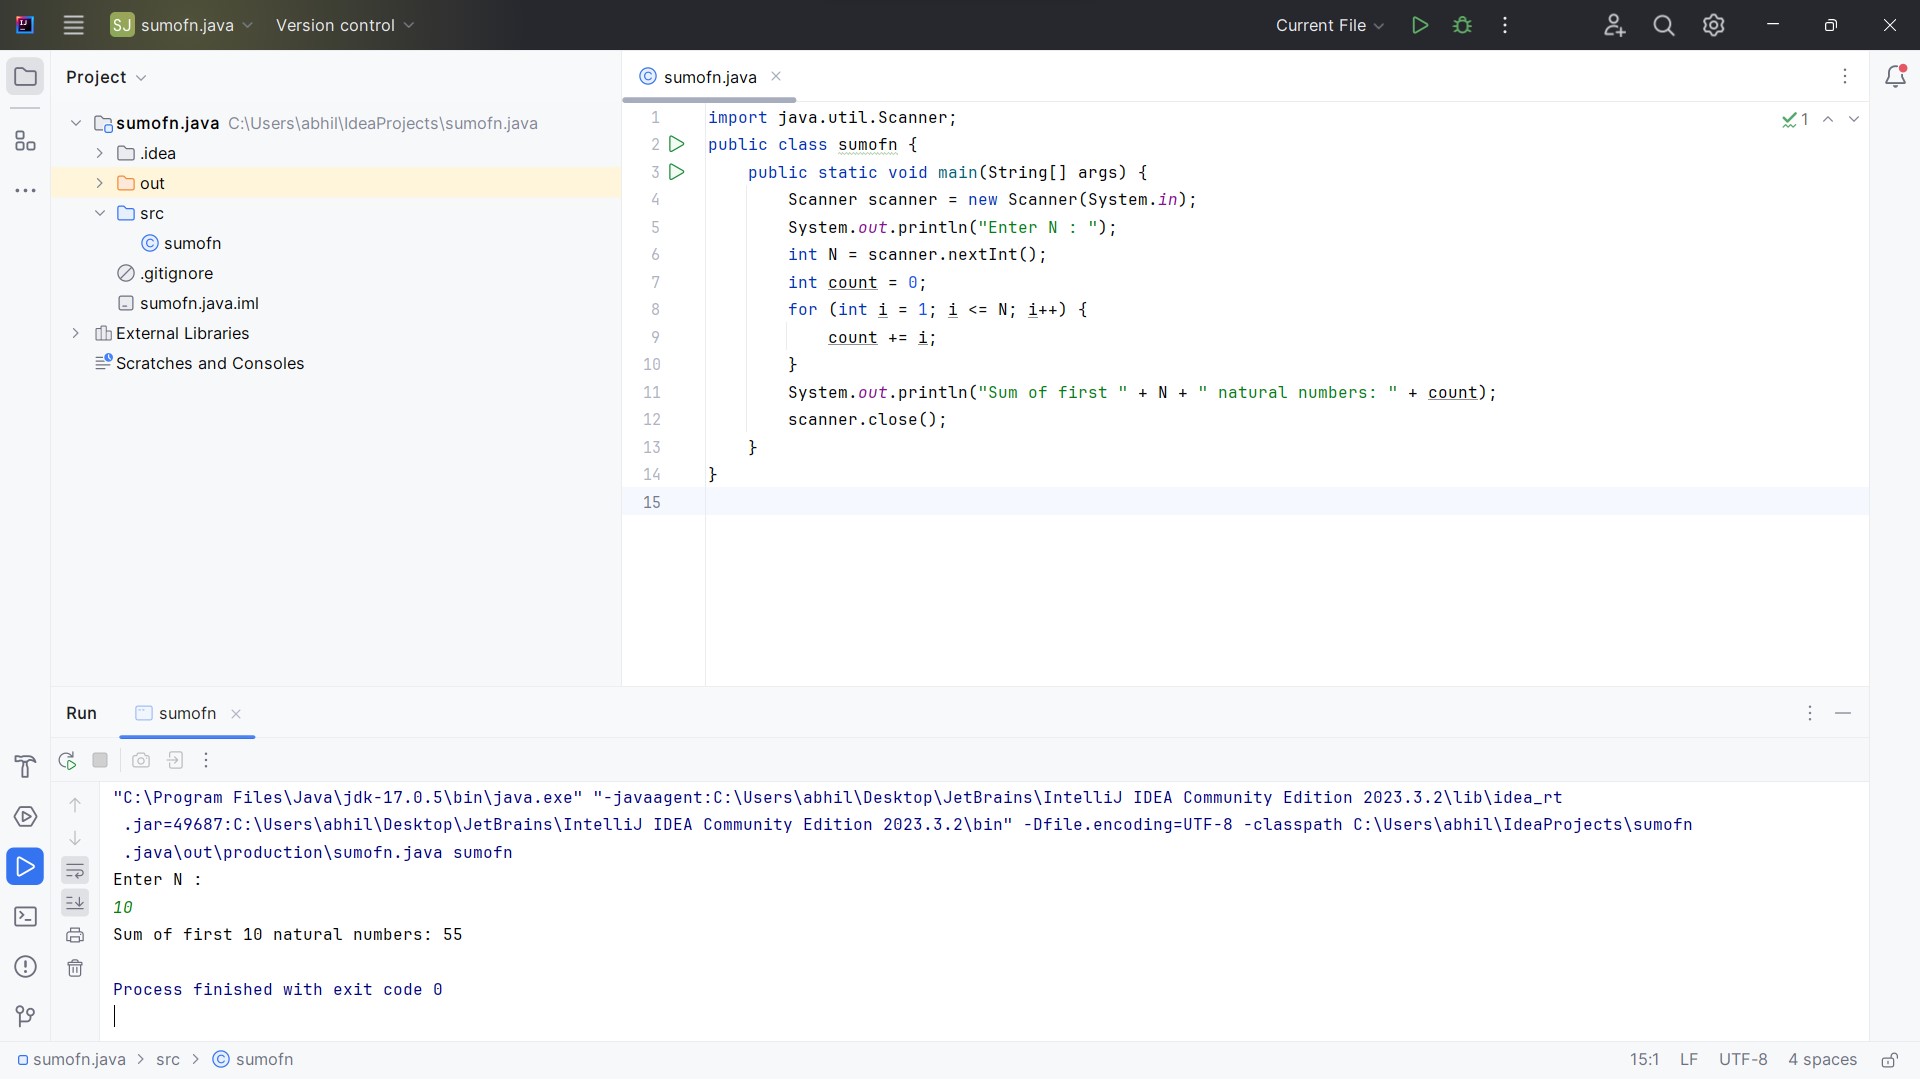 SJ sumofn.java Version control Current File
Project
sumofn.java C:\Users\abhil\IdeaProjects\sumofn.java
.idea
out
src
sumofn
.gitignore
sumofn.java.iml
External Libraries
Scratches and Consoles
sumofn.java
1
1 import java.util.Scanner;
2 public class sumofn {
3     public static void main(String[] args) {
4         Scanner scanner = new Scanner(System.in);
5         System.out.println("Enter N : ");
6         int N = scanner.nextInt();
7         int count = 0;
8         for (int i = 1; i <= N; i++) {
9             count += i;
10         }
11         System.out.println("Sum of first " + N + " natural numbers: " + count);
12         scanner.close();
13     }
14 }
15
Run sumofn
"C:\Program Files\Java\jdk-17.0.5\bin\java.exe" "-javaagent:C:\Users\abhil\Desktop\JetBrains\IntelliJ IDEA Community Edition 2023.3.2\lib\idea_rt
.jar=49687:C:\Users\abhil\Desktop\JetBrains\IntelliJ IDEA Community Edition 2023.3.2\bin" -Dfile.encoding=UTF-8 -classpath C:\Users\abhil\IdeaProjects\sumofn
.java\out\production\sumofn.java sumofn
Enter N :
10
Sum of first 10 natural numbers: 55
Process finished with exit code 0
sumofn.java > src > sumofn 15:1 LF UTF-8 4 spaces